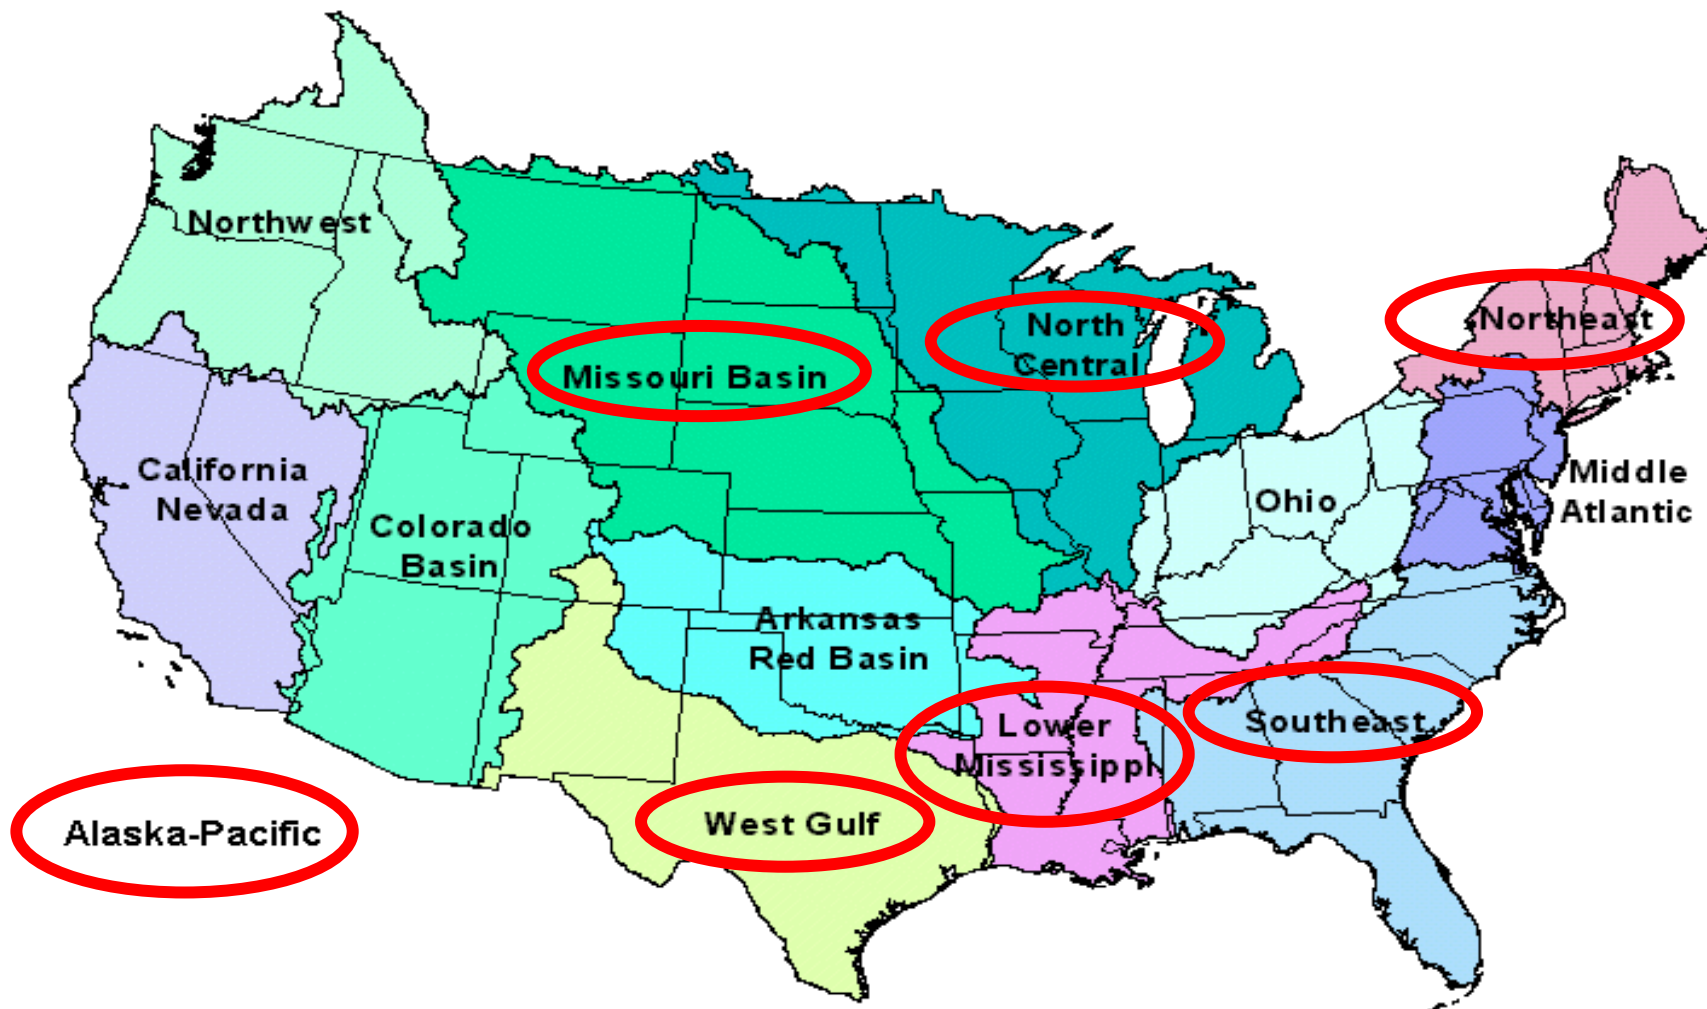 Northwest
Missouri Basin
North
Central
Northeast
California
Nevada
Colorado
Basin
Ohio
Middle
Atlantic
Arkansas
Red Basin
Lower
Mississippi
Southeast
West Gulf
Alaska-Pacific